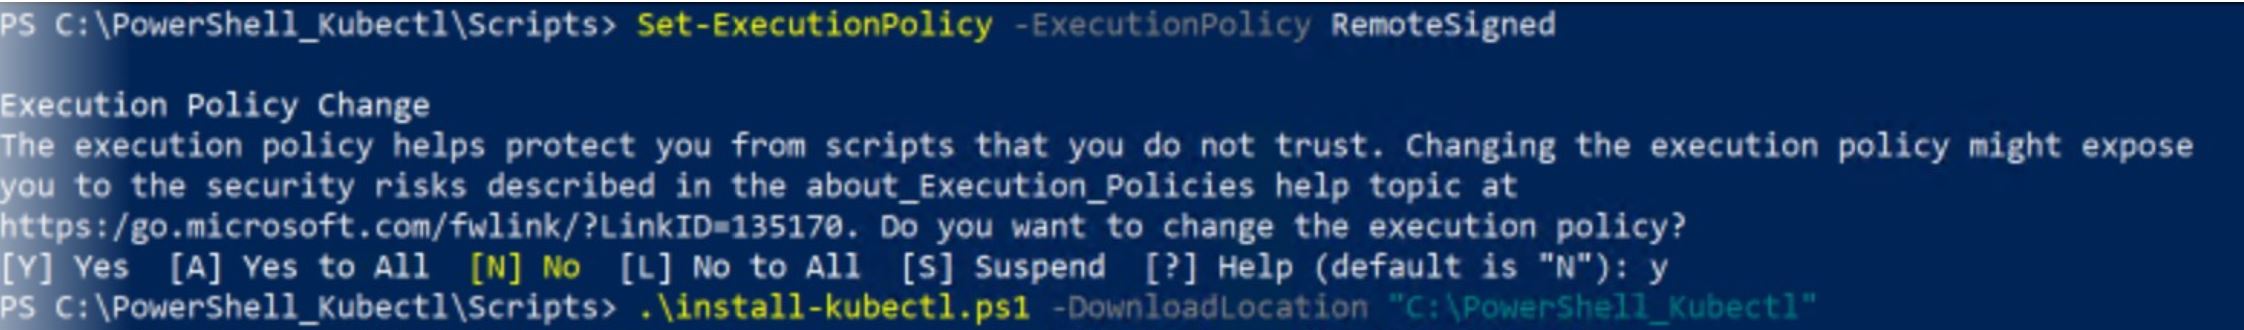 PS C:\PowerShell_Kubectl\Scripts> Set-ExecutionPolicy -ExecutionPolicy RemoteSigned
Execution Policy Change
The execution policy helps protect you from scripts that you do not trust. Changing the execution policy might expose
you to the security risks described in the about_Execution_Policies help topic at
https:/go.microsoft.com/fwlink/?LinkID=135170. Do you want to change the execution policy?
[Y] Yes  [A] Yes to All  [N] No  [L] No to All  [S] Suspend  [?] Help (default is "N"): y
PS C:\PowerShell_Kubectl\Scripts> .\install-kubectl.ps1 -DownloadLocation "C:\PowerShell_Kubectl"